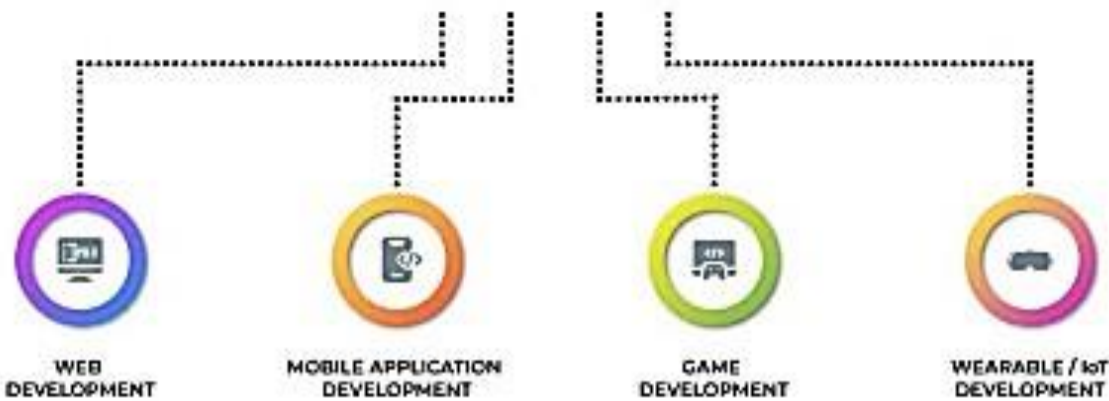 WEB
DEVELOPMENT
MOBILE APPLICATION
DEVELOPMENT
GAME
DEVELOPMENT
WEARABLE / IoT
DEVELOPMENT